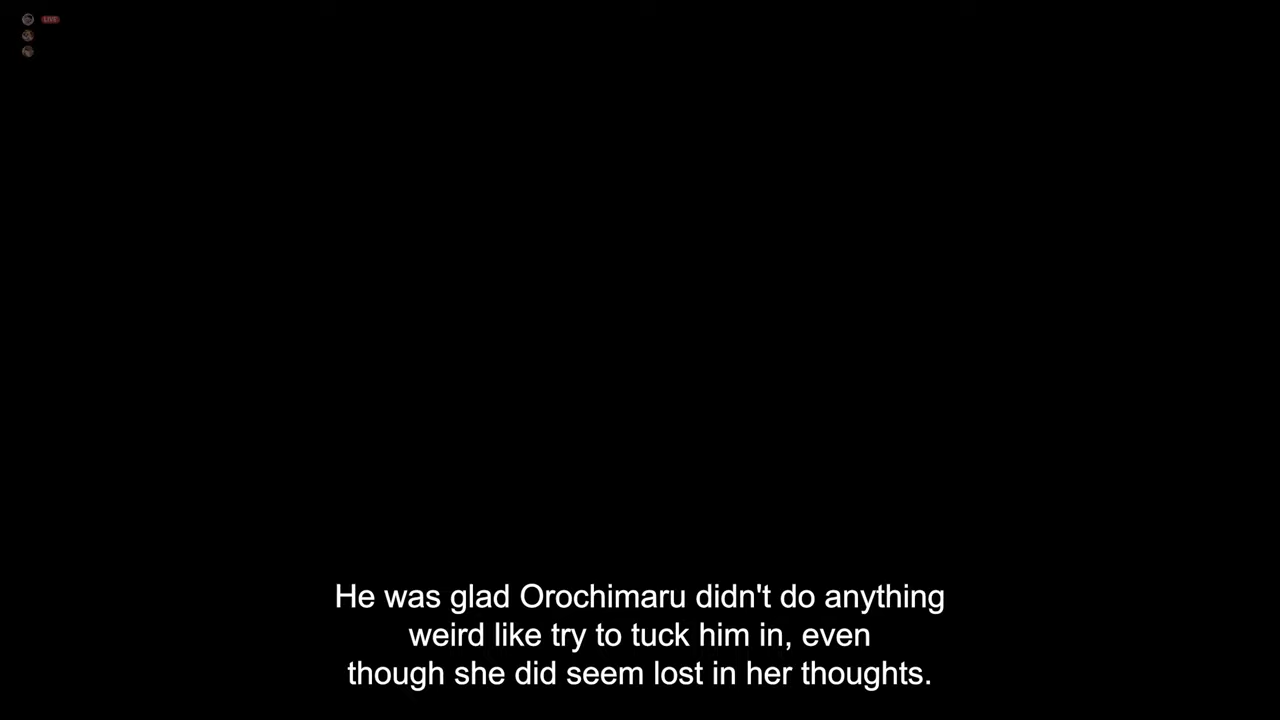 LIVE
He was glad Orochimaru didn't do anything
weird like try to tuck him in, even
though she did seem lost in her thoughts.